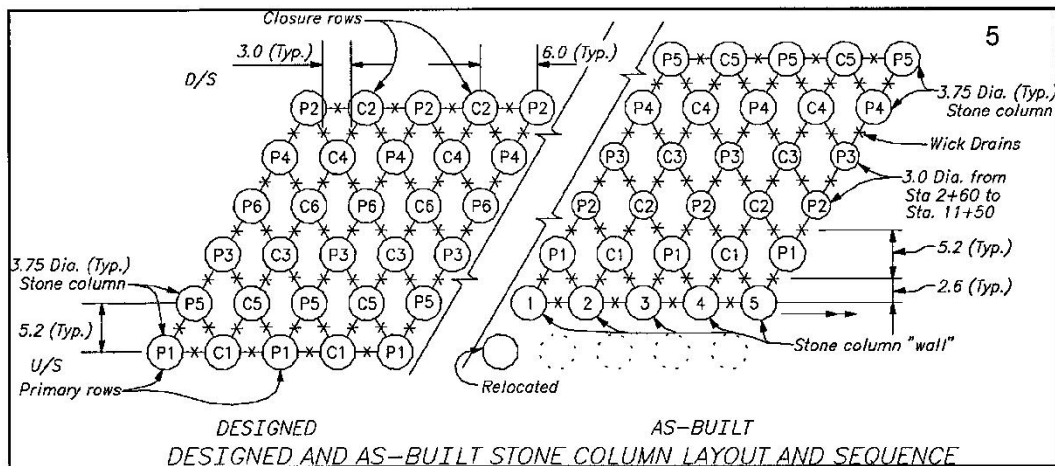 Closure rows
5
3.0 (Typ.)
6.0 (Typ.)
D/S
P5 C5 P5 C5 P5
3.75 Dia. (Typ.)
Stone column
P2 C2 P2 C2 P2
P4 C4 P4 C4 P4
Wick Drains
P4 C4 P4 C4 P4
P3 C3 P3 C3 P3
3.0 Dia. from
Sta 2+60 to
Sta. 11+50
P6 C6 P6 C6 P6
P2 C2 P2 C2 P2
P3 C3 P3 C3 P3
P1 C1 P1 C1 P1
5.2 (Typ.)
3.75 Dia. (Typ.)
Stone column
P5 C5 P5 C5 P5
1 2 3 4 5
2.6 (Typ.)
5.2 (Typ.)
P1 C1 P1 C1 P1
Stone column "wall"
U/S
Primary rows
Relocated
DESIGNED
AS-BUILT
DESIGNED AND AS-BUILT STONE COLUMN LAYOUT AND SEQUENCE